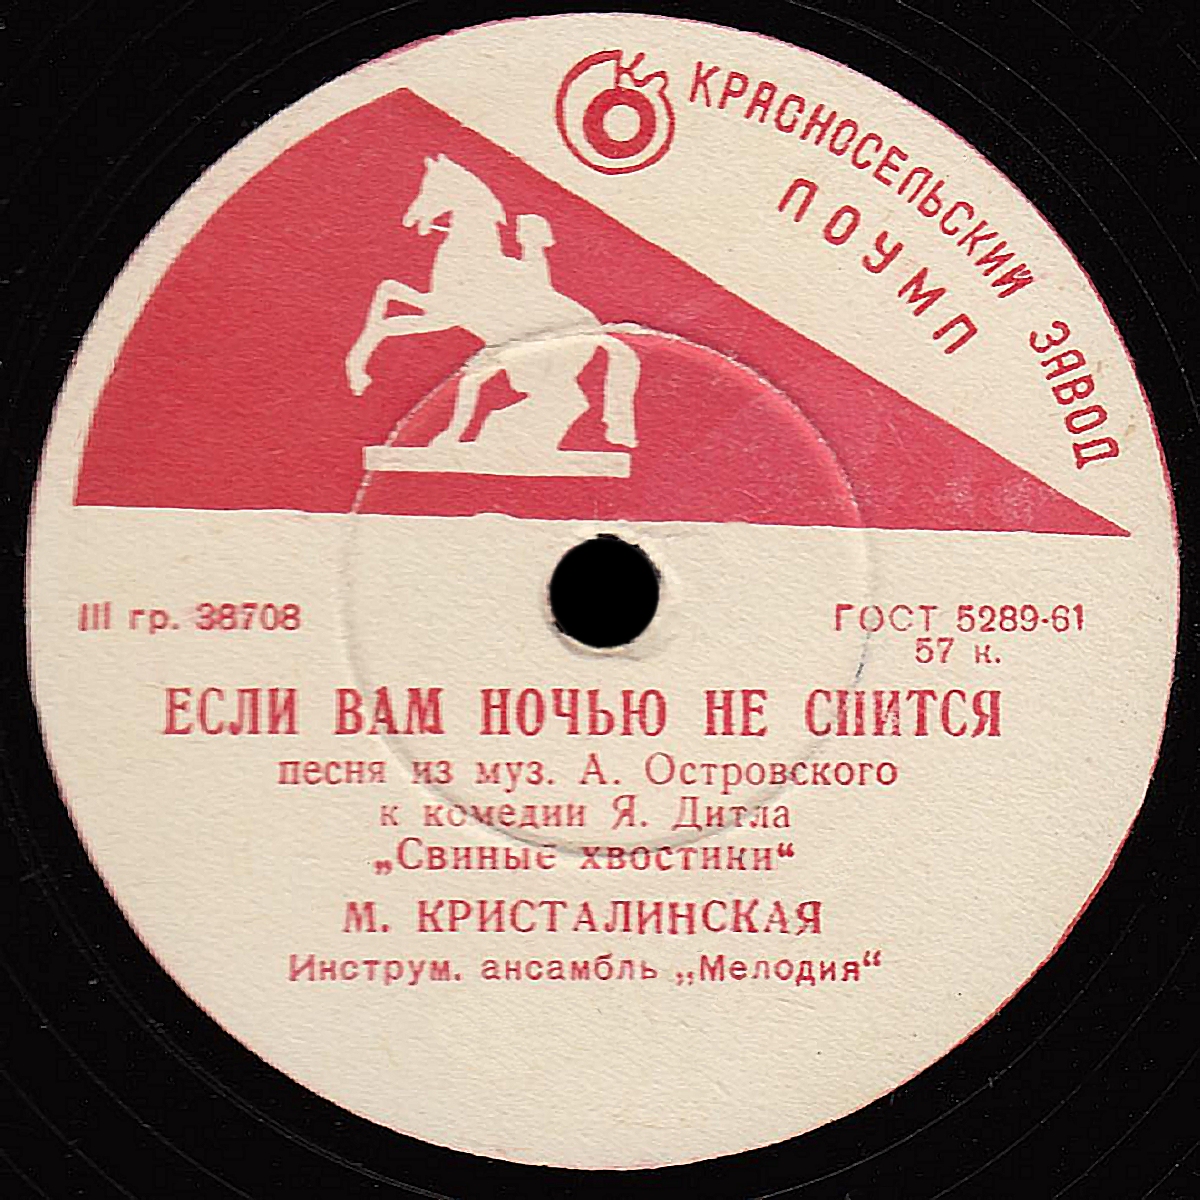 КРАСНОСЕЛЬСКИЙ ЗАВОД
ПОУМП
III гр. 38708
ГОСТ 5289-61
57 к.
ЕСЛИ ВАМ НОЧЬЮ НЕ СПИТСЯ
песня из муз. А. Островского
к комедии Я. Дитла
„Свиные хвостики“
М. КРИСТАЛИНСКАЯ
Инструм. ансамбль „Мелодия“